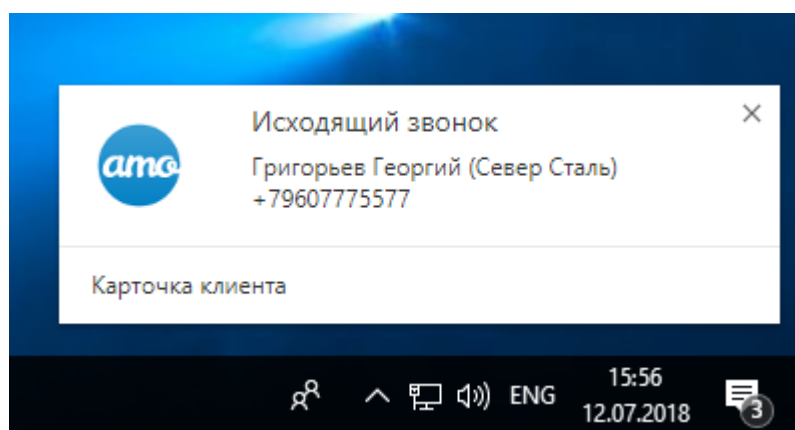 Исходящий звонок
amo
Григорьев Георгий (Север Сталь)
+79607775577
Карточка клиента
ENG
15:56
12.07.2018
3